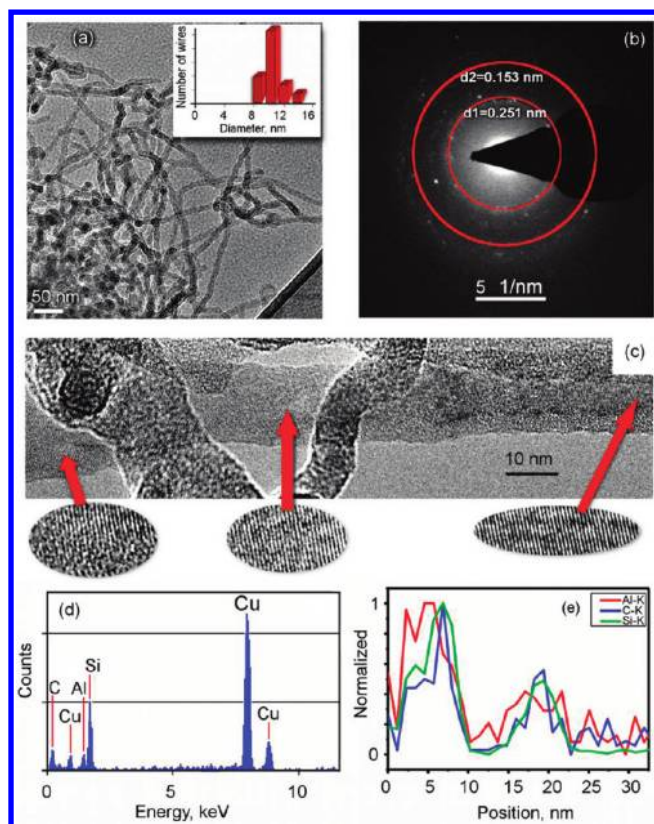 (a)
Number of wires
0 4 8 12 16
Diameter, nm
50 nm
(b)
d2=0.153 nm
d1=0.251 nm
5 1/nm
(c)
10 nm
(d)
Cu
Si
C
Al
Cu
Cu
Counts
0 5 10
Energy, keV
(e)
Al-K
C-K
Si-K
1
Normalized
0
0 5 10 15 20 25 30
Position, nm